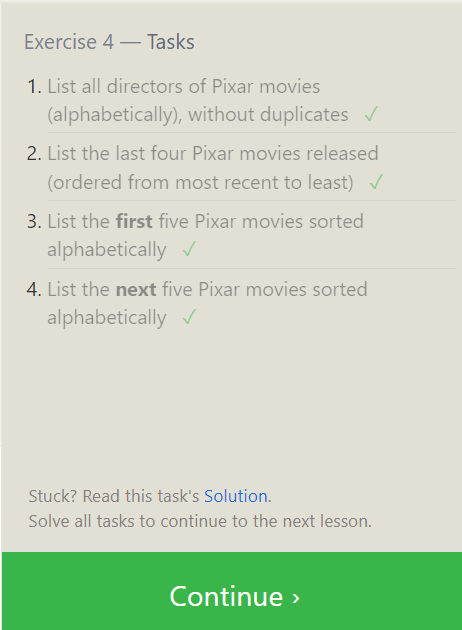 Exercise 4 — Tasks
1. List all directors of Pixar movies
(alphabetically), without duplicates ✓
2. List the last four Pixar movies released
(ordered from most recent to least) ✓
3. List the first five Pixar movies sorted
alphabetically ✓
4. List the next five Pixar movies sorted
alphabetically ✓
Stuck? Read this task's Solution.
Solve all tasks to continue to the next lesson.
Continue ›